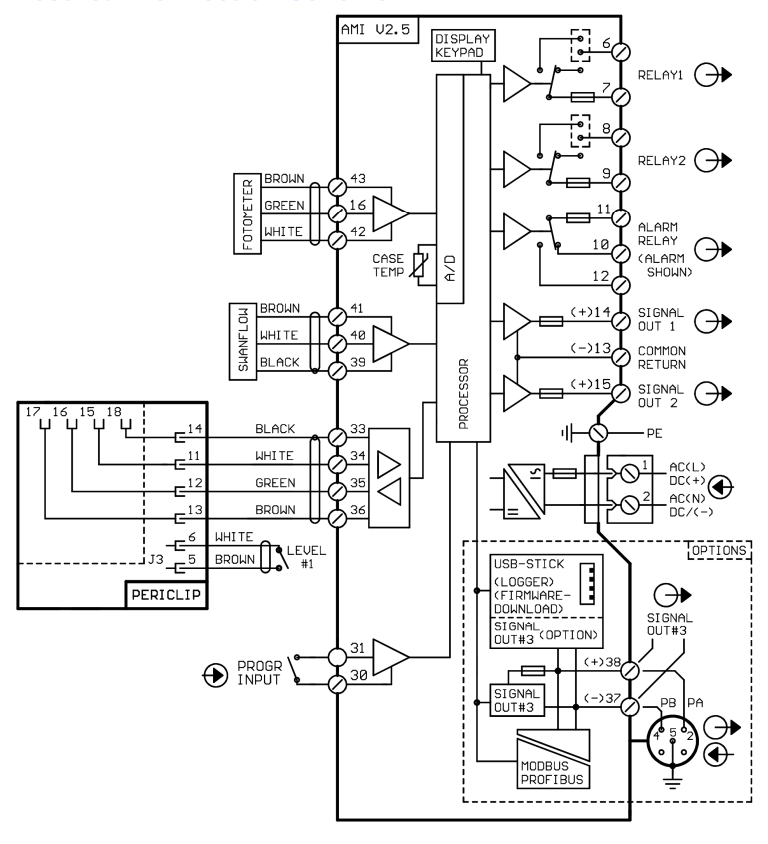 AMI V2.5
DISPLAY
KEYPAD
6
RELAY1
7
8
RELAY2
9
11
ALARM
RELAY
10
(ALARM
SHOWN)
12
BROWN 43
GREEN 16
WHITE 42
FOTOMETER
CASE
TEMP
A/D
PROCESSOR
BROWN 41
WHITE 40
BLACK 39
SWANFLOW
(+)14
SIGNAL
OUT 1
(-)13
COMMON
RETURN
(+)15
SIGNAL
OUT 2
PE
1
AC(L)
DC(+)
2
AC(N)
DC/(-)
17 16 15 18
14 BLACK 33
11 WHITE 34
12 GREEN 35
13 BROWN 36
6 WHITE
J3 5 BROWN
LEVEL
#1
PERICLIP
31
PROGR
INPUT
30
OPTIONS
USB-STICK
(LOGGER)
(FIRMWARE-
DOWNLOAD)
SIGNAL
OUT#3 (OPTION)
SIGNAL
OUT#3
(+)38
SIGNAL
OUT#3
(-)37
PB PA
4 5 2
MODBUS
PROFIBUS